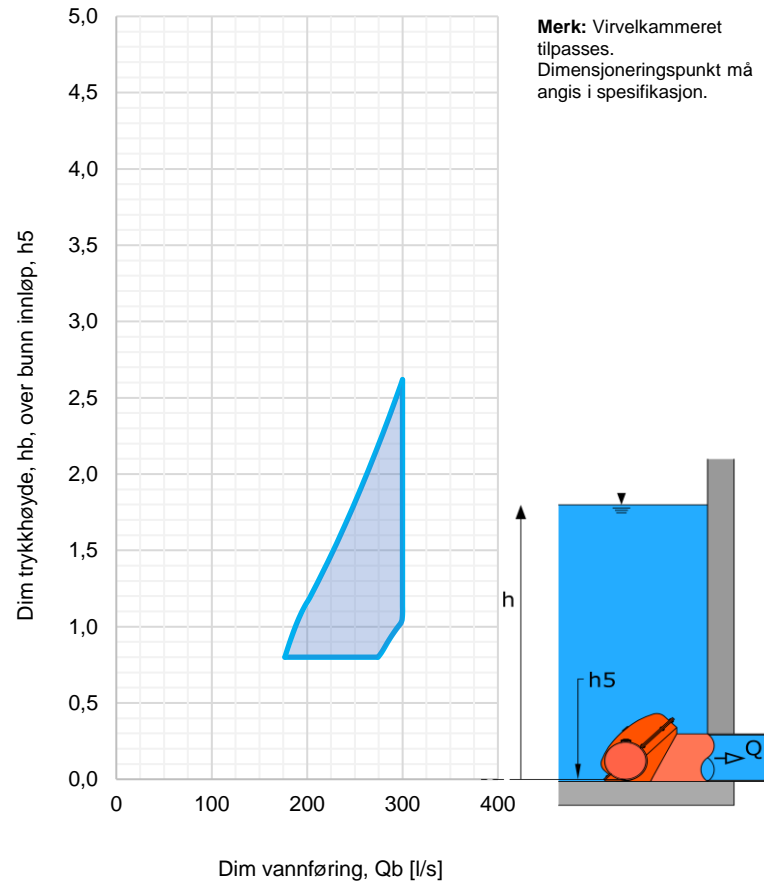 5,0
4,5
4,0
3,5
3,0
2,5
2,0
1,5
1,0
0,5
0,0
Dim trykkhøyde, hb, over bunn innløp, h5
0 100 200 300 400
Dim vannføring, Qb [l/s]
Merk: Virvelkammeret
tilpasses.
Dimensjoneringspunkt må
angis i spesifikasjon.
h
h5
Q